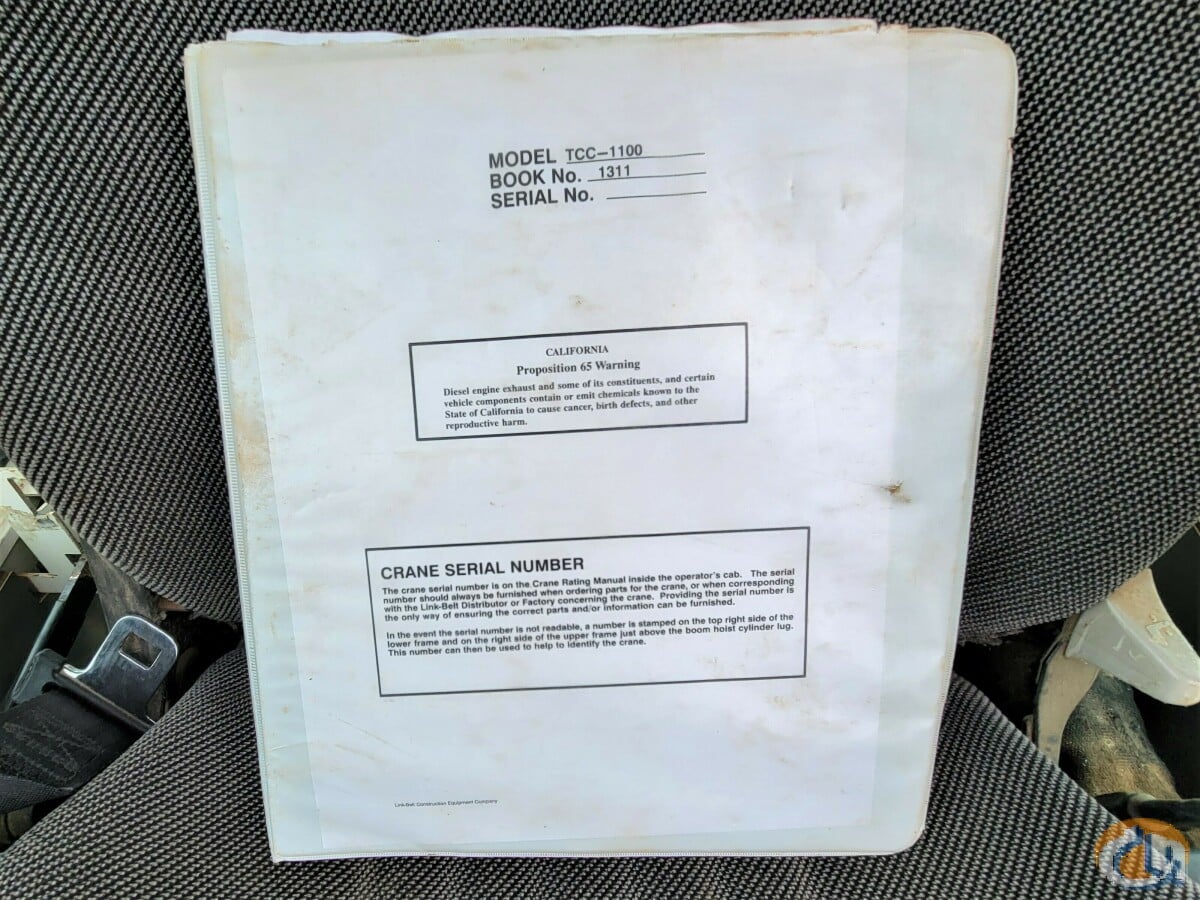 MODEL TCC-1100
BOOK No. 1311
SERIAL No.
CALIFORNIA
Proposition 65 Warning
Diesel engine exhaust and some of its constituents, and certain
vehicle components contain or emit chemicals known to the
State of California to cause cancer, birth defects, and other
reproductive harm.
CRANE SERIAL NUMBER
The crane serial number is on the Crane Rating Manual inside the operator's cab. The serial
number should always be furnished when ordering parts for the crane, or when corresponding
with the Link-Belt Distributor or Factory concerning the crane. Providing the serial number is
the only way of ensuring the correct parts and/or information can be furnished.
In the event the serial number is not readable, a number is stamped on the top right side of the
lower frame and on the right side of the upper frame just above the boom hoist cylinder lug.
This number can then be used to help to identify the crane.
Link-Belt Construction Equipment Company